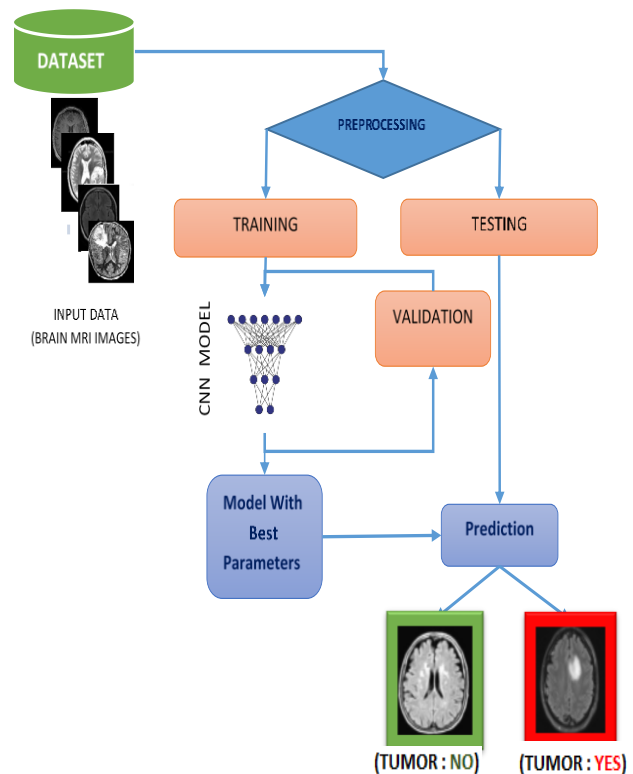 DATASET
PREPROCESSING
TRAINING
TESTING
INPUT DATA
(BRAIN MRI IMAGES)
CNN MODEL
VALIDATION
Model With
Best
Parameters
Prediction
(TUMOR : NO)
(TUMOR : YES)